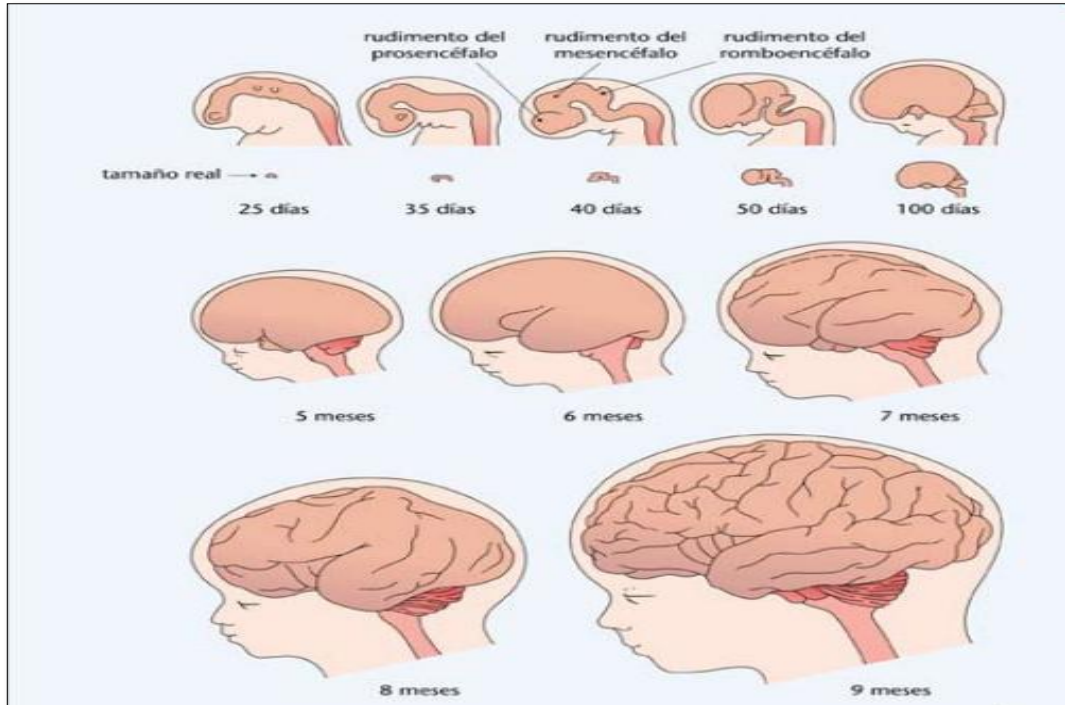 rudimento del
prosencéfalo
rudimento del
mesencéfalo
rudimento del
romboencéfalo
tamaño real
25 días
35 días
40 días
50 días
100 días
5 meses
6 meses
7 meses
8 meses
9 meses